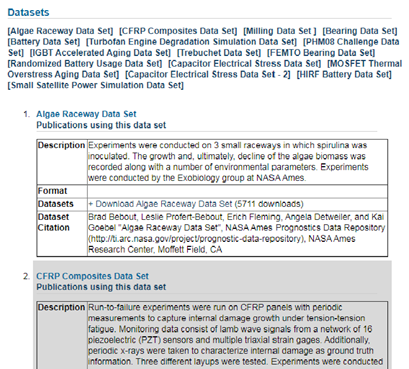 Datasets
[Algae Raceway Data Set] [CFRP Composites Data Set] [Milling Data Set ] [Bearing Data Set]
[Battery Data Set] [Turbofan Engine Degradation Simulation Data Set] [PHM08 Challenge Data
Set] [IGBT Accelerated Aging Data Set] [Trebuchet Data Set] [FEMTO Bearing Data Set]
[Randomized Battery Usage Data Set] [Capacitor Electrical Stress Data Set] [MOSFET Thermal
Overstress Aging Data Set] [Capacitor Electrical Stress Data Set - 2] [HIRF Battery Data Set]
[Small Satellite Power Simulation Data Set]
1. Algae Raceway Data Set
Publications using this data set
Description Experiments were conducted on 3 small raceways in which spirulina was
inoculated. The growth and, ultimately, decline of the algae biomass was
recorded along with a number of environmental parameters. Experiments
were conducted by the Exobiology group at NASA Ames.
Format
Datasets + Download Algae Raceway Data Set (5711 downloads)
Dataset Brad Bebout, Leslie Profert-Bebout, Erich Fleming, Angela Detweiler, and Kai
Citation Goebel "Algae Raceway Data Set", NASA Ames Prognostics Data Repository
(http://ti.arc.nasa.gov/project/prognostic-data-repository), NASA Ames
Research Center, Moffett Field, CA
2. CFRP Composites Data Set
Publications using this data set
Description Run-to-failure experiments were run on CFRP panels with periodic
measurements to capture internal damage growth under tension-tension
fatigue. Monitoring data consist of lamb wave signals from a network of 16
piezoelectric (PZT) sensors and multiple triaxial strain gages. Additionally,
periodic x-rays were taken to characterize internal damage as ground truth
information. Three different layups were tested. Experiments were conducted